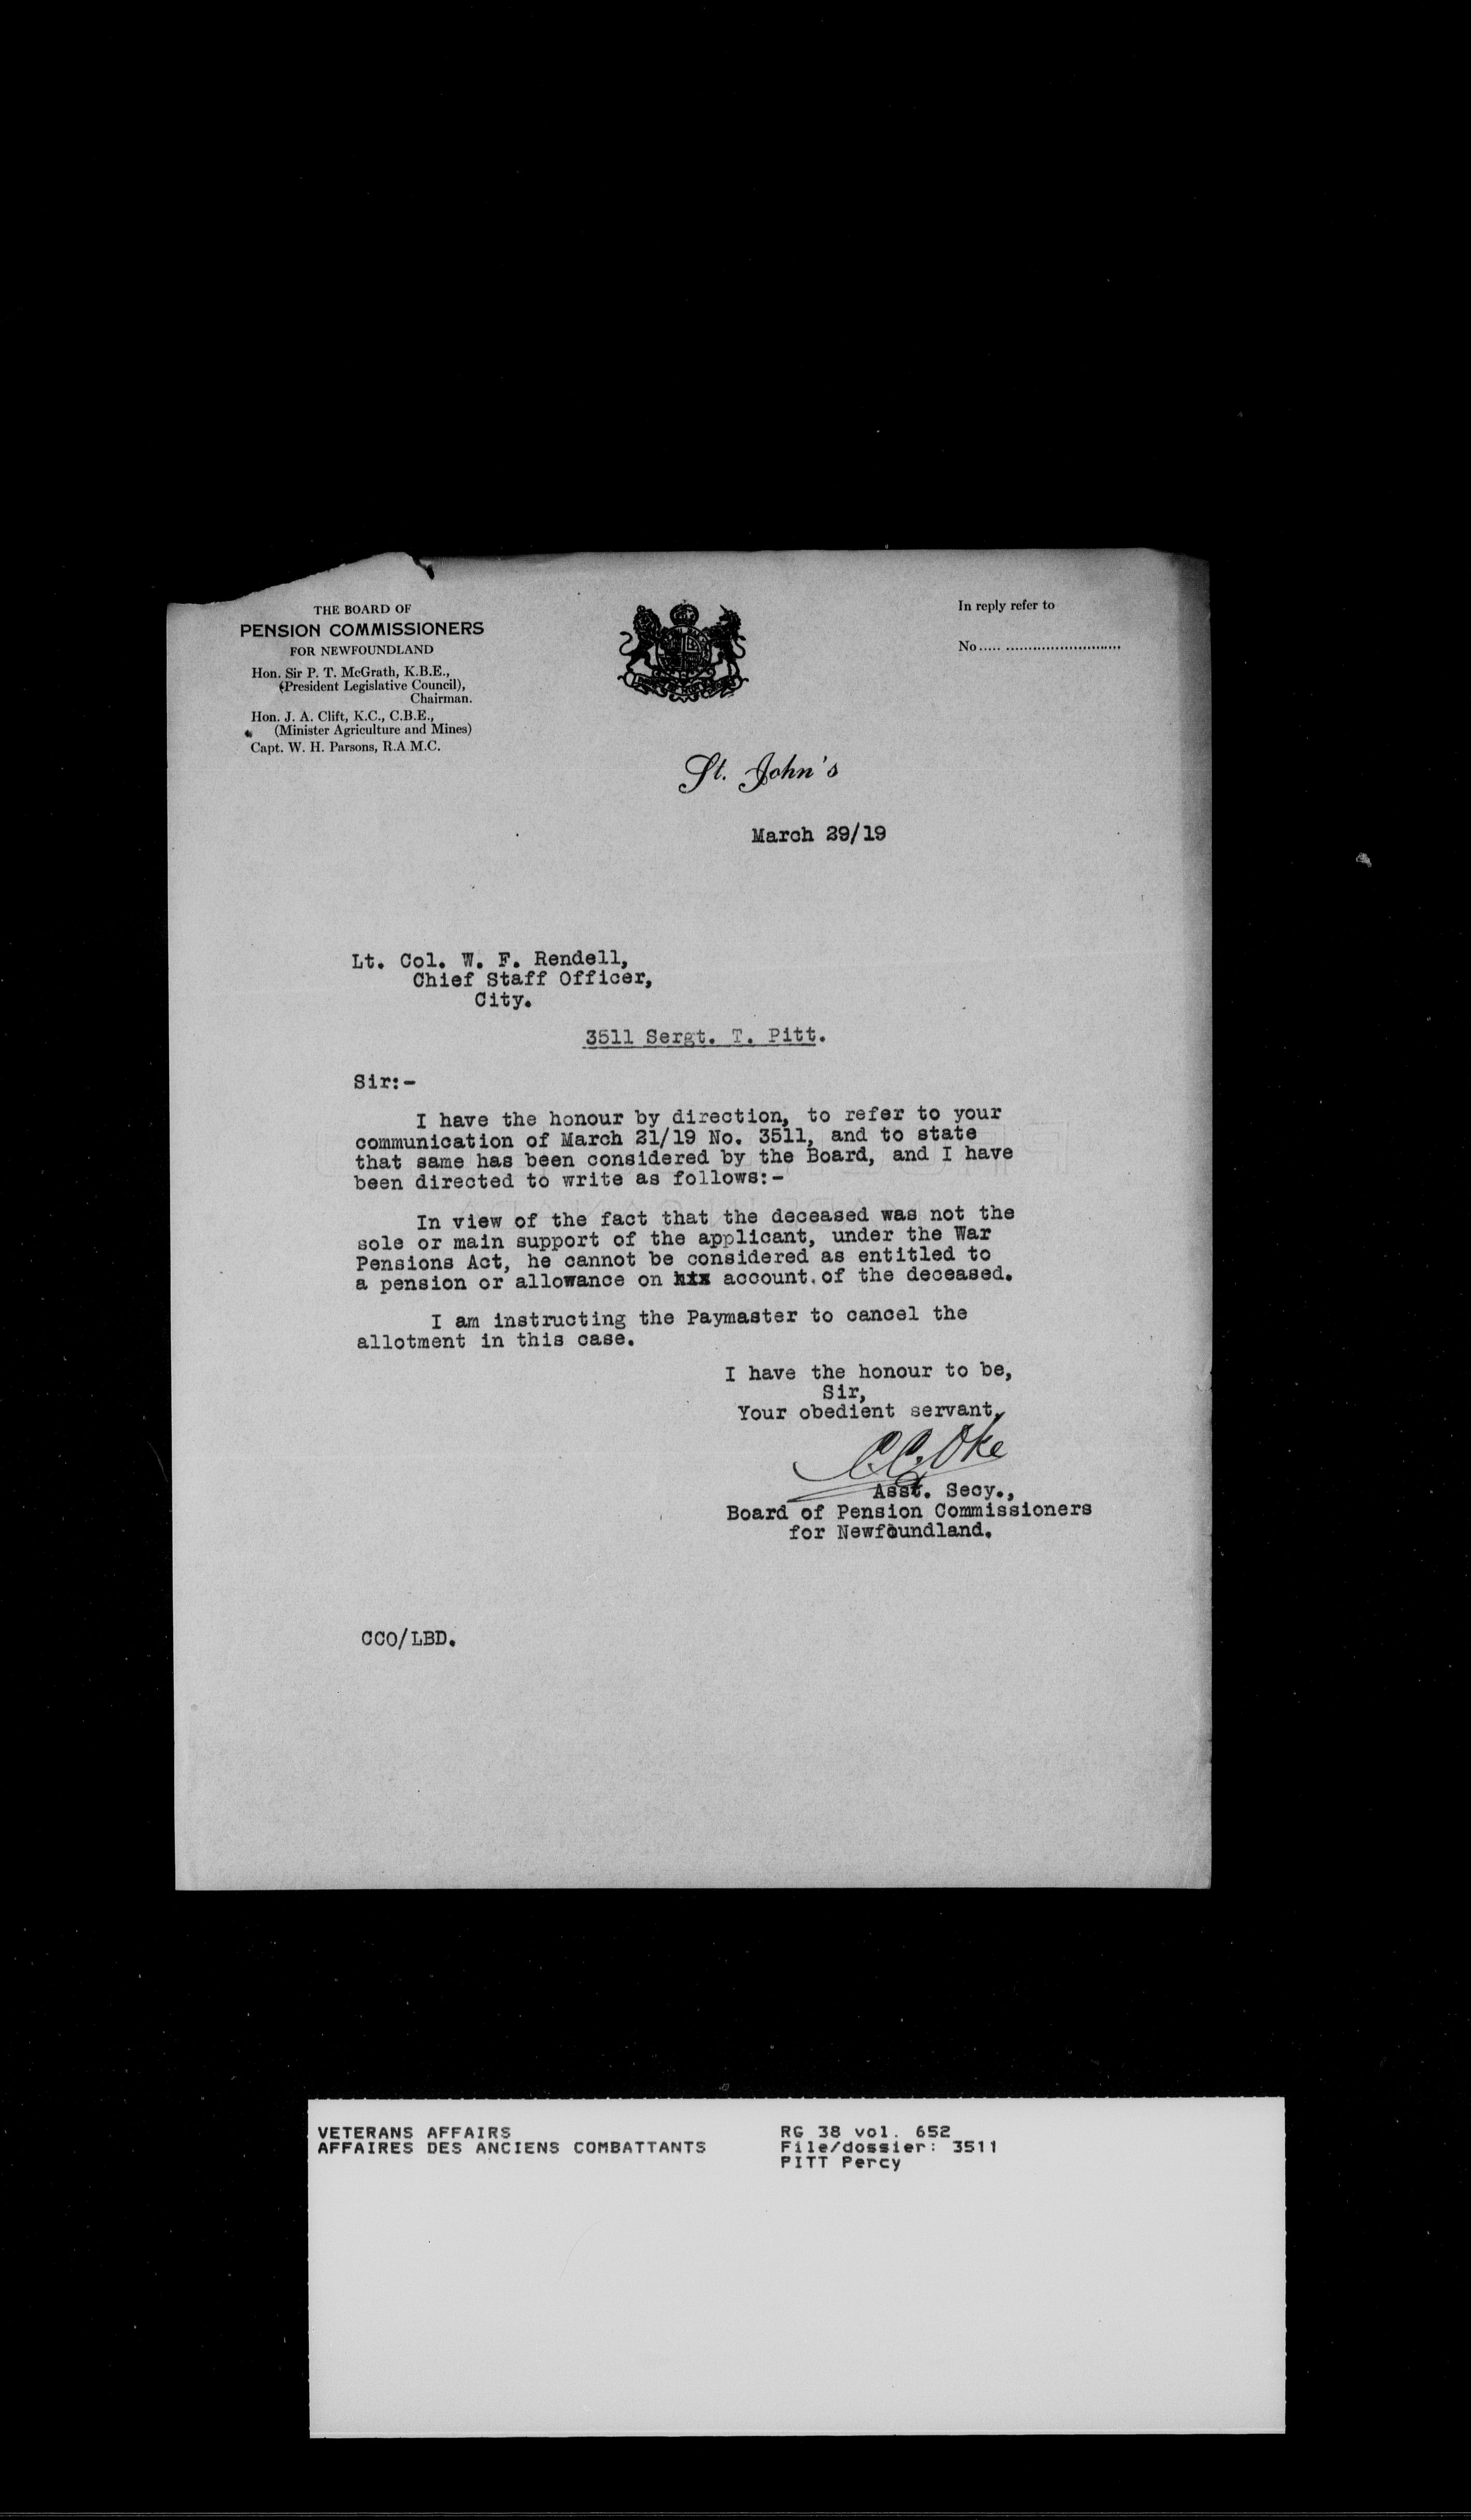 THE BOARD OF
PENSION COMMISSIONERS
FOR NEWFOUNDLAND
Hon. Sir P. T. McGrath, K.B.E.,
(President Legislative Council),
Chairman.
Hon. J. A. Clift, K.C., C.B.E.,
(Minister Agriculture and Mines)
Capt. W. H. Parsons, R.A.M.C.
In reply refer to
No.................................
St. John's
March 29/19
Lt. Col. W. F. Rendell,
Chief Staff Officer,
City.
3511 Sergt. T. Pitt.
Sir:-
I have the honour by direction, to refer to your
communication of March 21/19 No. 3511, and to state
that same has been considered by the Board, and I have
been directed to write as follows:-
In view of the fact that the deceased was not the
sole or main support of the applicant, under the War
Pensions Act, he cannot be considered as entitled to
a pension or allowance on account.of the deceased.
I am instructing the Paymaster to cancel the
allotment in this case.
I have the honour to be,
Sir,
Your obedient servant,
C.C. Oke
Asst. Secy.,
Board of Pension Commissioners
for Newfoundland.
CCO/LBD.
VETERANS AFFAIRS
AFFAIRES DES ANCIENS COMBATTANTS
RG 38 vol. 652
File/dossier: 3511
PITT Percy